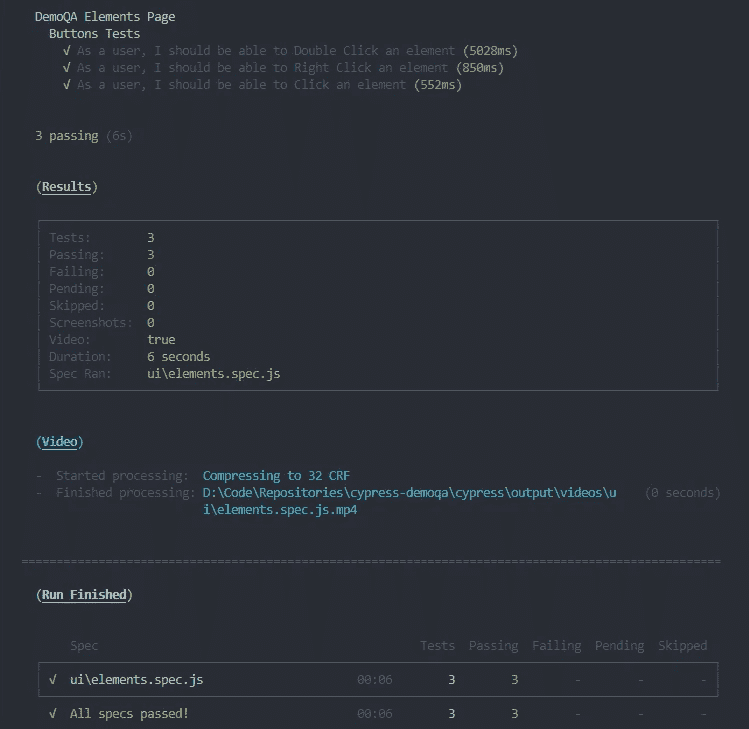 DemoQA Elements Page
Buttons Tests
√ As a user, I should be able to Double Click an element (5028ms)
√ As a user, I should be able to Right Click an element (850ms)
√ As a user, I should be able to Click an element (552ms)
3 passing (6s)
(Results)
Tests: 3
Passing: 3
Failing: 0
Pending: 0
Skipped: 0
Screenshots: 0
Video: true
Duration: 6 seconds
Spec Ran: ui\elements.spec.js
(Video)
- Started processing: Compressing to 32 CRF
- Finished processing: D:\Code\Repositories\cypress-demoqa\cypress\output\videos\u (0 seconds)
i\elements.spec.js.mp4
====================================================================================================
(Run Finished)
Spec Tests Passing Failing Pending Skipped
√ ui\elements.spec.js 00:06 3 3 - - -
√ All specs passed! 00:06 3 3 - - -